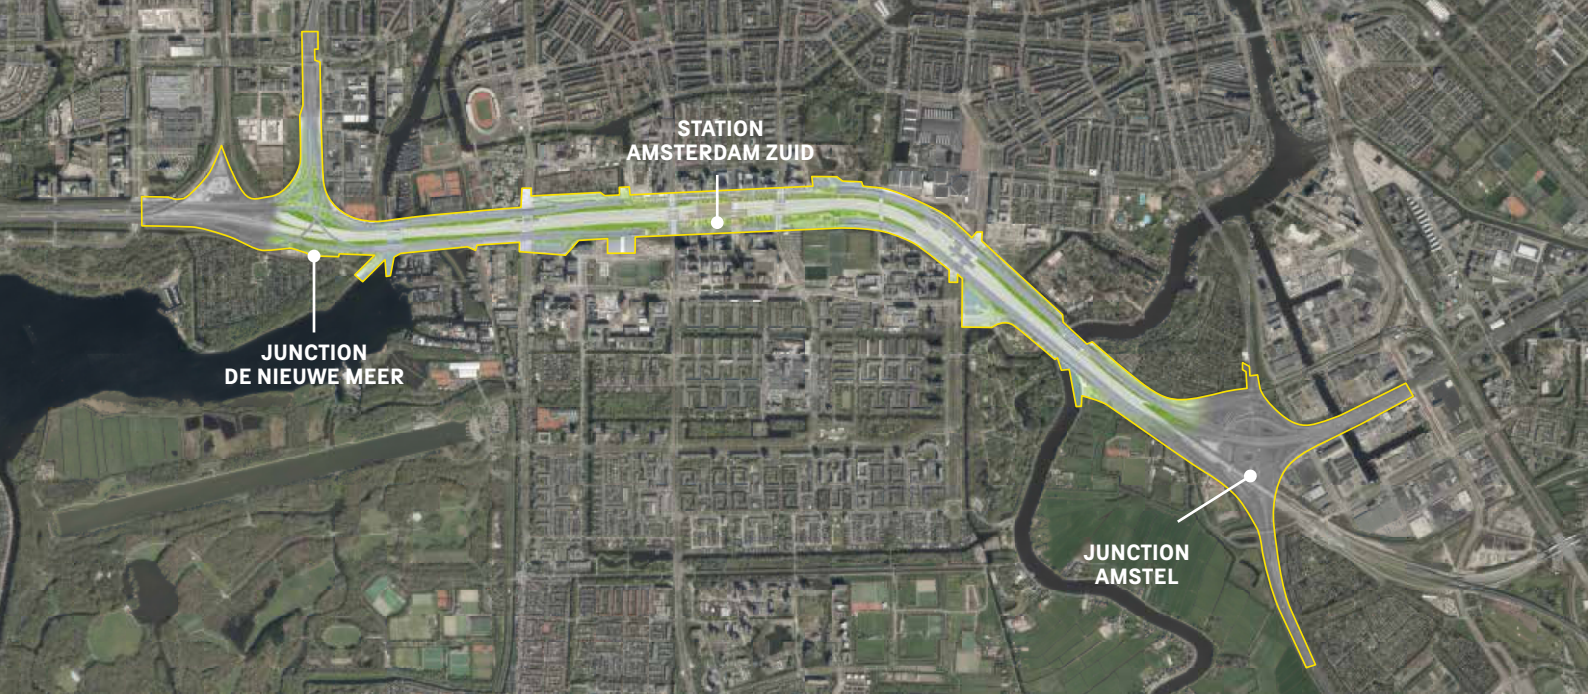 STATION
AMSTERDAM ZUID
JUNCTION
DE NIEUWE MEER
JUNCTION
AMSTEL